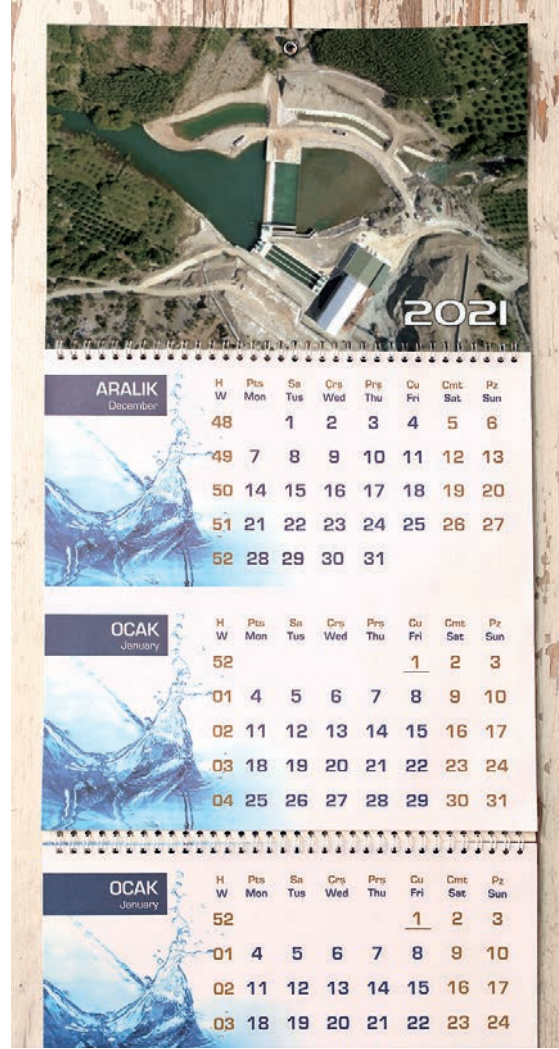 2021
ARALIK
December
H Pts Sa Çrş Prş Cu Cmt Pz
W Mon Tus Wed Thu Fri Sat Sun
48 1 2 3 4 5 6
49 7 8 9 10 11 12 13
50 14 15 16 17 18 19 20
51 21 22 23 24 25 26 27
52 28 29 30 31
OCAK
January
H Pts Sa Çrş Prş Cu Cmt Pz
W Mon Tus Wed Thu Fri Sat Sun
52 1 2 3
01 4 5 6 7 8 9 10
02 11 12 13 14 15 16 17
03 18 19 20 21 22 23 24
04 25 26 27 28 29 30 31
OCAK
January
H Pts Sa Çrş Prş Cu Cmt Pz
W Mon Tus Wed Thu Fri Sat Sun
52 1 2 3
01 4 5 6 7 8 9 10
02 11 12 13 14 15 16 17
03 18 19 20 21 22 23 24